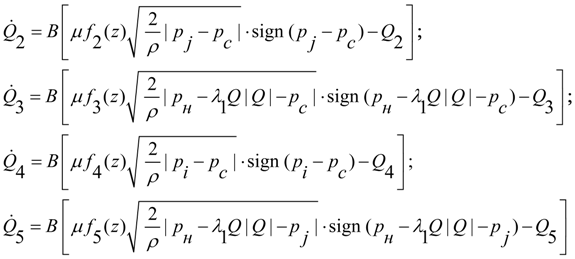 Q̇₂ = B[μf₂(z)√(2/ρ |p_j − p_c|) · sign (p_j − p_c) − Q₂];
Q̇₃ = B[μf₃(z)√(2/ρ |p_н − λ₁Q|Q| − p_c|) · sign (p_н − λ₁Q|Q| − p_c) − Q₃];
Q̇₄ = B[μf₄(z)√(2/ρ |p_i − p_c|) · sign (p_i − p_c) − Q₄];
Q̇₅ = B[μf₅(z)√(2/ρ |p_н − λ₁Q|Q| − p_j|) · sign (p_н − λ₁Q|Q| − p_j) − Q₅]